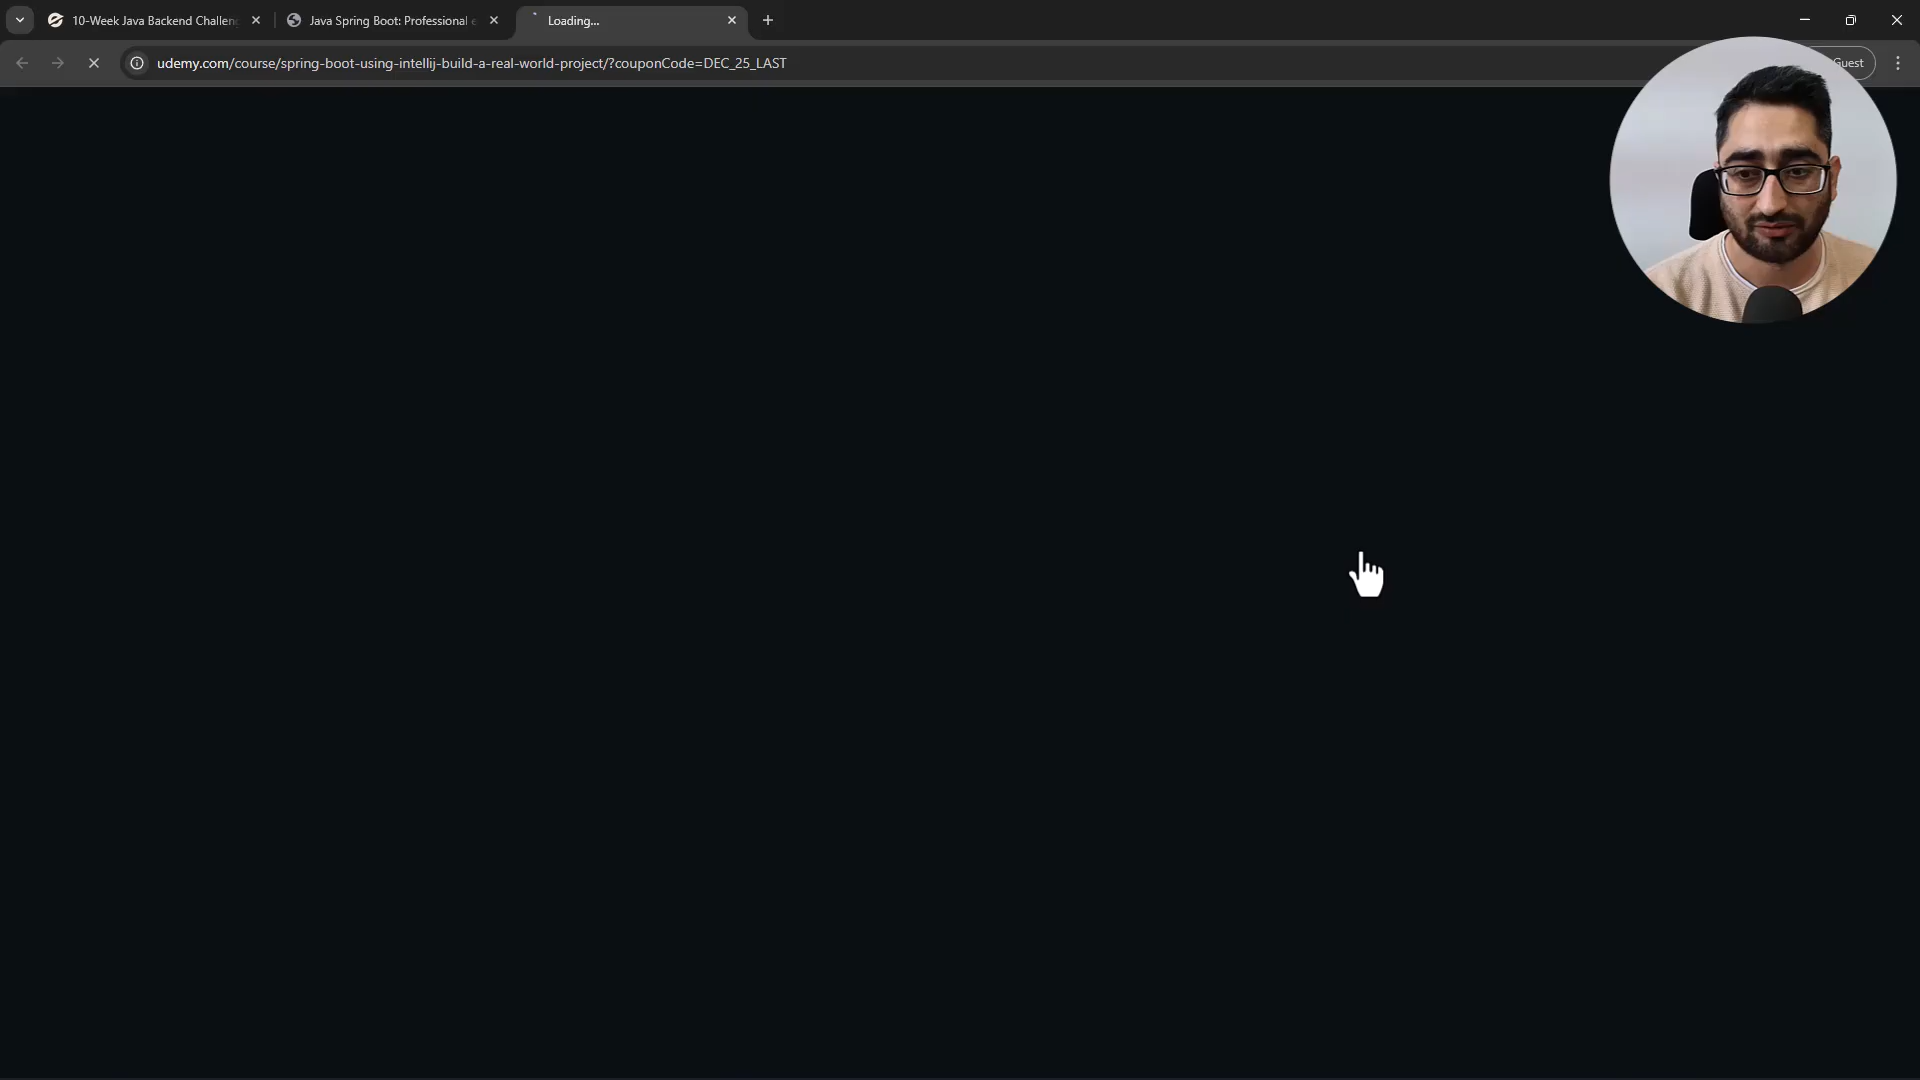 10-Week Java Backend Challen
Java Spring Boot: Professional e
Loading...
udemy.com/course/spring-boot-using-intellij-build-a-real-world-project/?couponCode=DEC_25_LAST
Guest